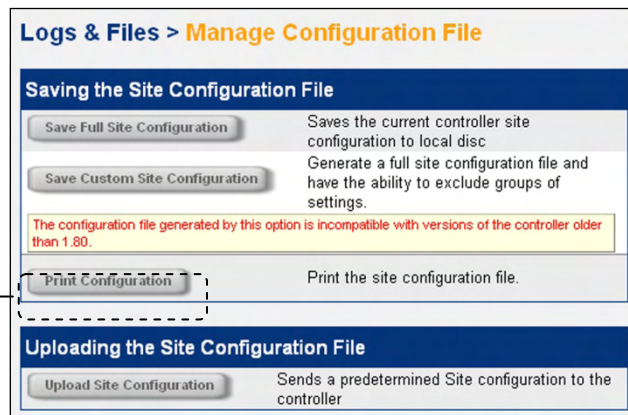 Logs & Files > Manage Configuration File
Saving the Site Configuration File
Save Full Site Configuration
Saves the current controller site
configuration to local disc
Save Custom Site Configuration
Generate a full site configuration file and
have the ability to exclude groups of
settings.
The configuration file generated by this option is incompatible with versions of the controller older
than 1.80.
Print Configuration
Print the site configuration file.
Uploading the Site Configuration File
Upload Site Configuration
Sends a predetermined Site configuration to the
controller